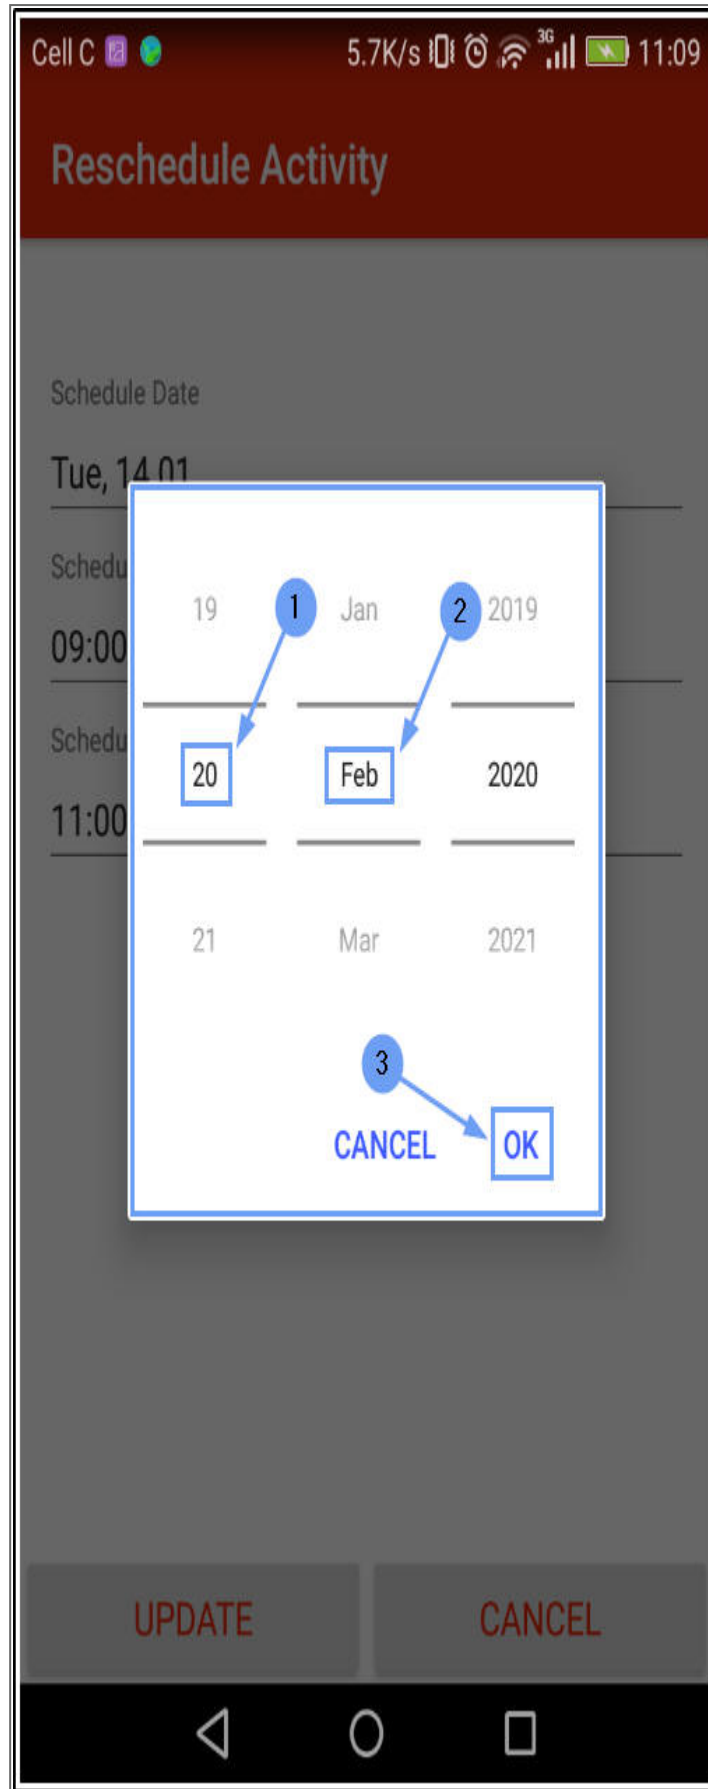 Cell C 5.7K/s 3G 11:09
Reschedule Activity
Schedule Date
Tue, 14.01
Schedu
09:00
Schedu
11:00
19 1 Jan 2 2019
20 Feb 2020
21 Mar 2021
3
CANCEL OK
UPDATE CANCEL